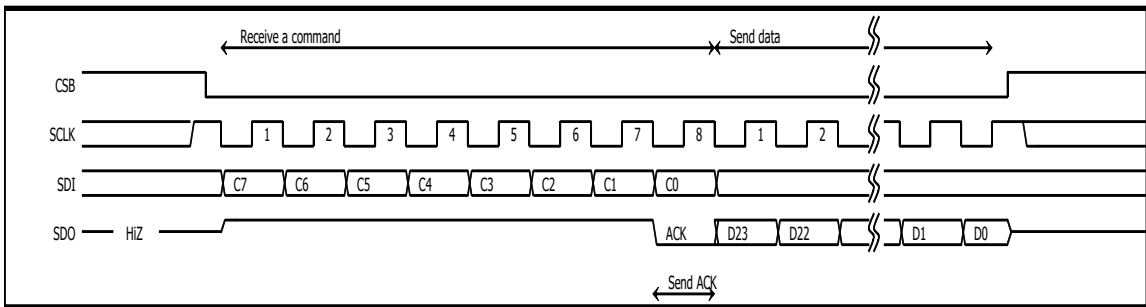 Receive a command Send data
CSB
SCLK 1 2 3 4 5 6 7 8 1 2
SDI C7 C6 C5 C4 C3 C2 C1 C0
SDO HiZ ACK D23 D22 D1 D0
Send ACK